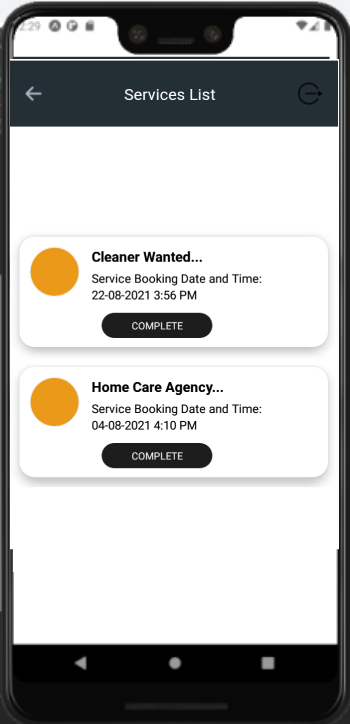 2:29
Services List
Cleaner Wanted...
Service Booking Date and Time:
22-08-2021 3:56 PM
COMPLETE
Home Care Agency...
Service Booking Date and Time:
04-08-2021 4:10 PM
COMPLETE